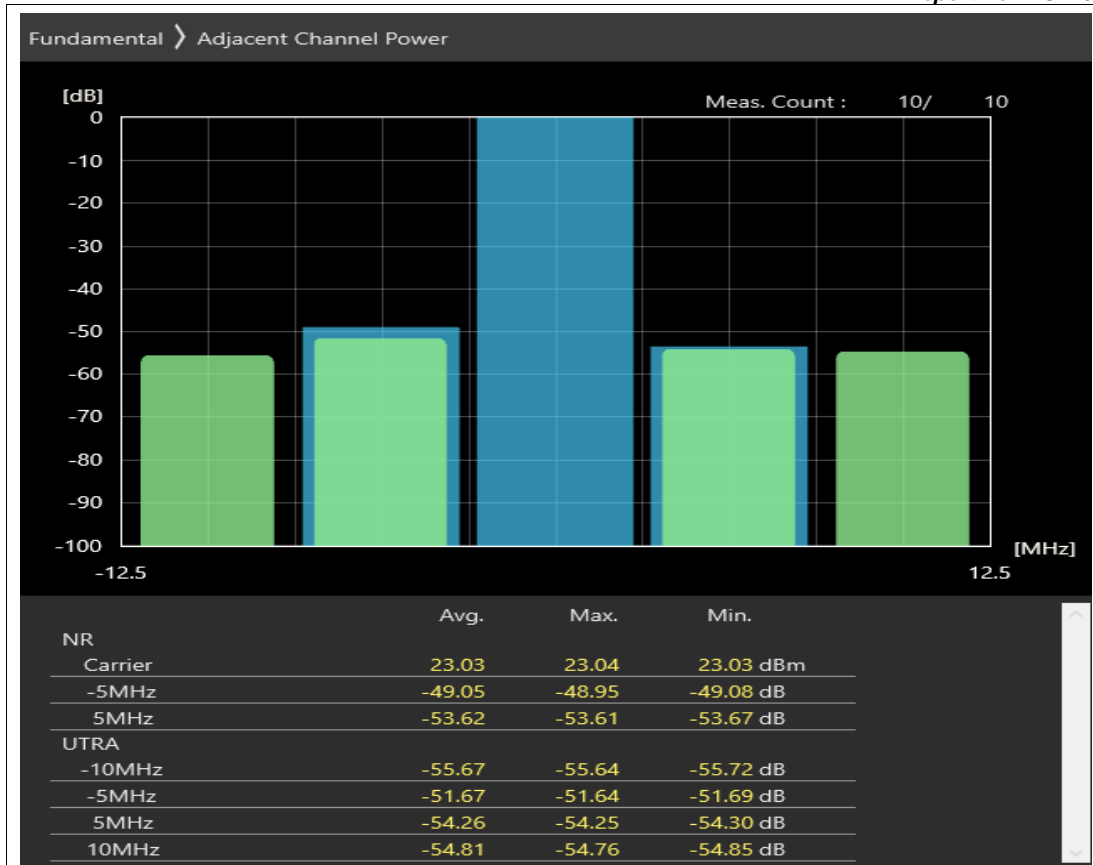 Fundamental 〉 Adjacent Channel Power
[dB]
Meas. Count : 10/ 10
0
-10
-20
-30
-40
-50
-60
-70
-80
-90
-100
[MHz]
-12.5 12.5
Avg. Max. Min.
NR
Carrier 23.03 23.04 23.03 dBm
-5MHz -49.05 -48.95 -49.08 dB
5MHz -53.62 -53.61 -53.67 dB
UTRA
-10MHz -55.67 -55.64 -55.72 dB
-5MHz -51.67 -51.64 -51.69 dB
5MHz -54.26 -54.25 -54.30 dB
10MHz -54.81 -54.76 -54.85 dB